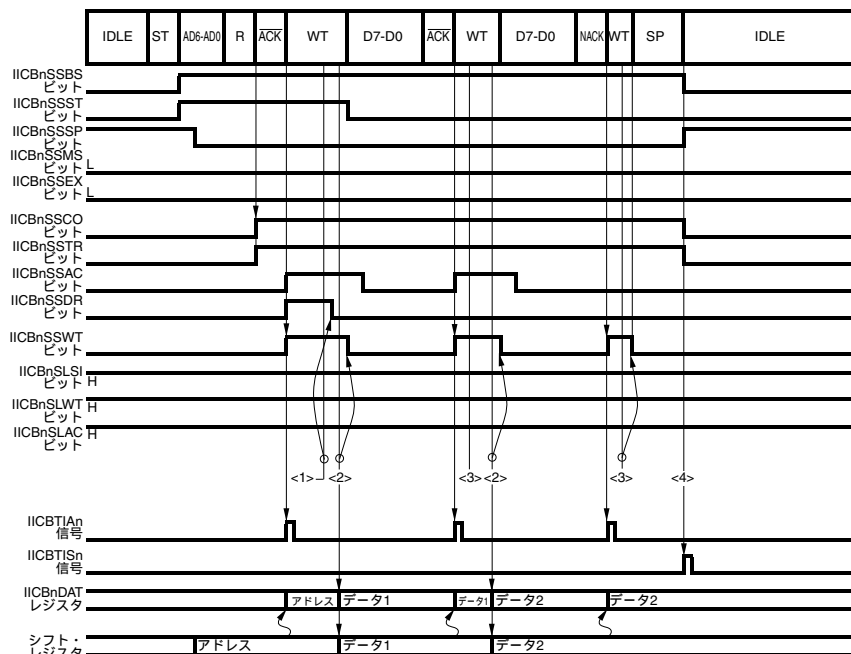 IDLE ST AD6-AD0 R ACK WT D7-D0 ACK WT D7-D0 NACK WT SP IDLE
IICBnSSBS
ビット
IICBnSSST
ビット
IICBnSSSP
ビット
IICBnSSMS
ビット L
IICBnSSEX
ビット L
IICBnSSCO
ビット
IICBnSSTR
ビット
IICBnSSAC
ビット
IICBnSSDR
ビット
IICBnSSWT
ビット
IICBnSLSI
ビット H
IICBnSLWT H
ビット
IICBnSLAC H
ビット
<1> <2> <3> <2> <3> <4>
IICBTIAn
信号
IICBTISn
信号
IICBnDAT
レジスタ アドレス データ1 データ1 データ2 データ2
シフト・
レジスタ アドレス データ1 データ2